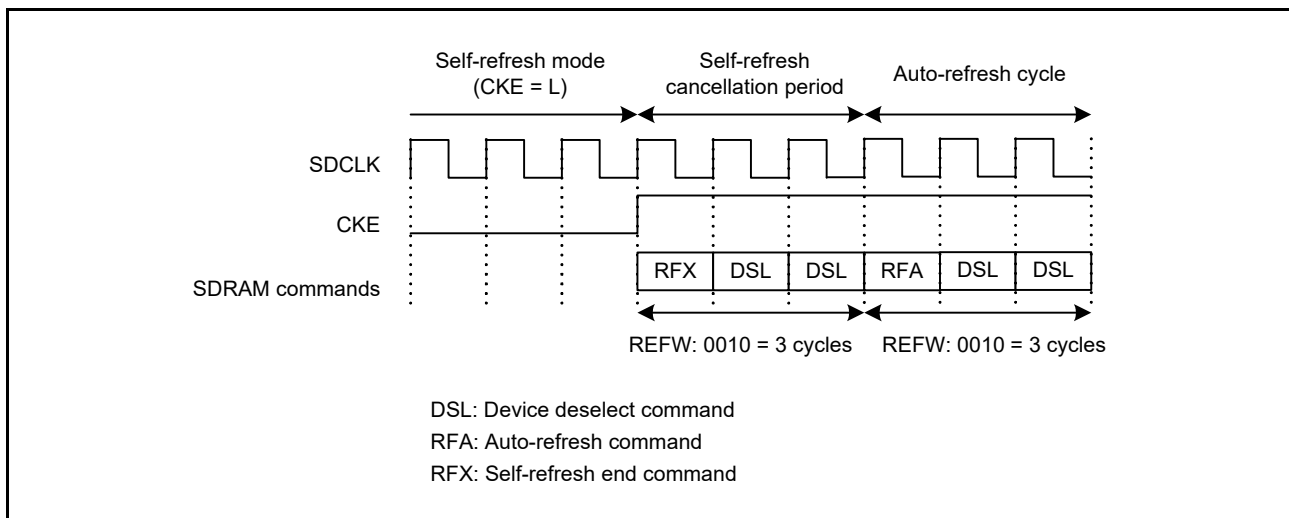 Self-refresh mode
(CKE = L)
Self-refresh
cancellation period
Auto-refresh cycle
SDCLK
CKE
SDRAM commands
RFX DSL DSL RFA DSL DSL
REFW: 0010 = 3 cycles REFW: 0010 = 3 cycles
DSL: Device deselect command
RFA: Auto-refresh command
RFX: Self-refresh end command